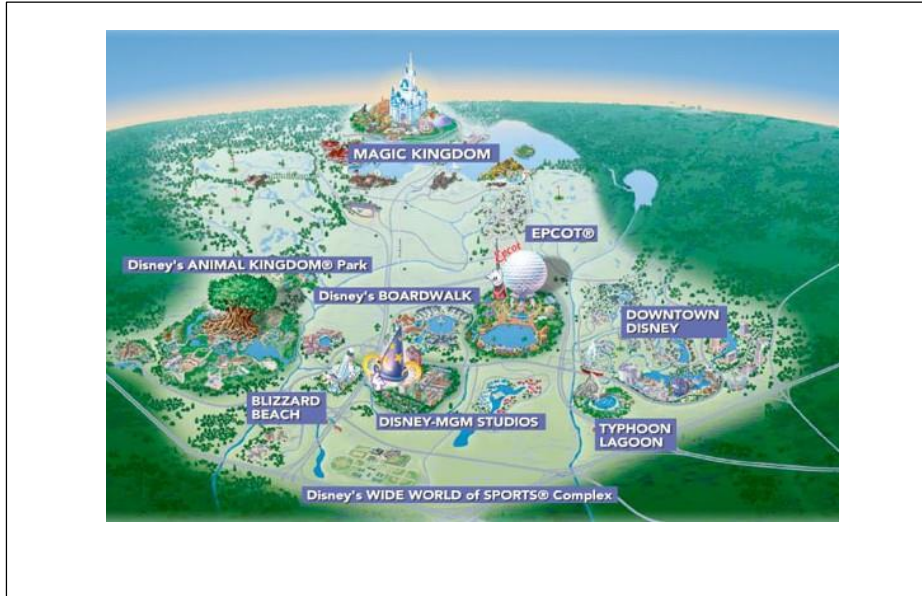 MAGIC KINGDOM
EPCOT®
Epcot
Disney's ANIMAL KINGDOM® Park
Disney's BOARDWALK
DOWNTOWN
DISNEY
BLIZZARD
BEACH
DISNEY-MGM STUDIOS
TYPHOON
LAGOON
Disney's WIDE WORLD of SPORTS® Complex